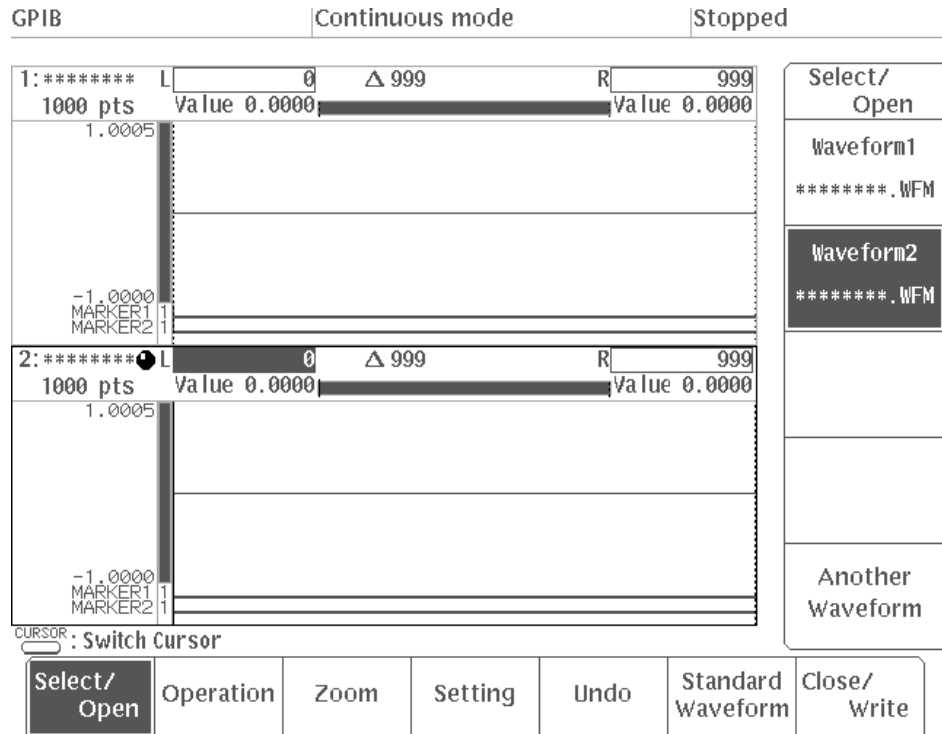 GPIB Continuous mode Stopped
1:******** L 0 Δ 999 R 999
1000 pts Value 0.0000 Value 0.0000
1.0005
-1.0000
MARKER1 1
MARKER2 1
2:******** L 0 Δ 999 R 999
1000 pts Value 0.0000 Value 0.0000
1.0005
-1.0000
MARKER1 1
MARKER2 1
CURSOR : Switch Cursor
Select/
Open
Waveform1
********.WFM
Waveform2
********.WFM
Another
Waveform
Select/
Open
Operation
Zoom
Setting
Undo
Standard
Waveform
Close/
Write